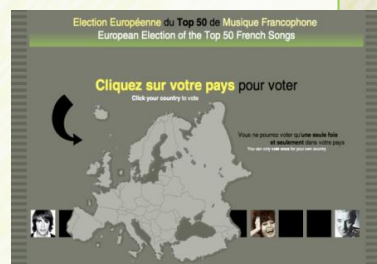 Election Européenne du Top 50 de Musique Francophone
European Election of the Top 50 French Songs
Cliquez sur votre pays pour voter
Click your country to vote
Vous ne pourrez voter qu'une seule fois
et seulement dans votre pays
You can only vote once for your own country